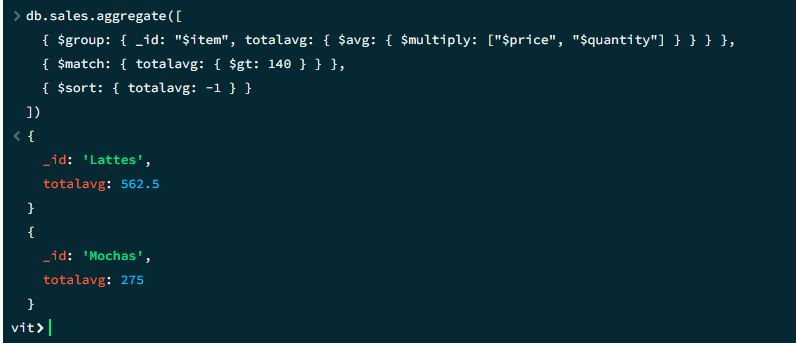 > db.sales.aggregate([
{ $group: { _id: "$item", totalavg: { $avg: { $multiply: ["$price", "$quantity"] } } } },
{ $match: { totalavg: { $gt: 140 } } },
{ $sort: { totalavg: -1 } }
])
< {
_id: 'Lattes',
totalavg: 562.5
}
{
_id: 'Mochas',
totalavg: 275
}
vit>